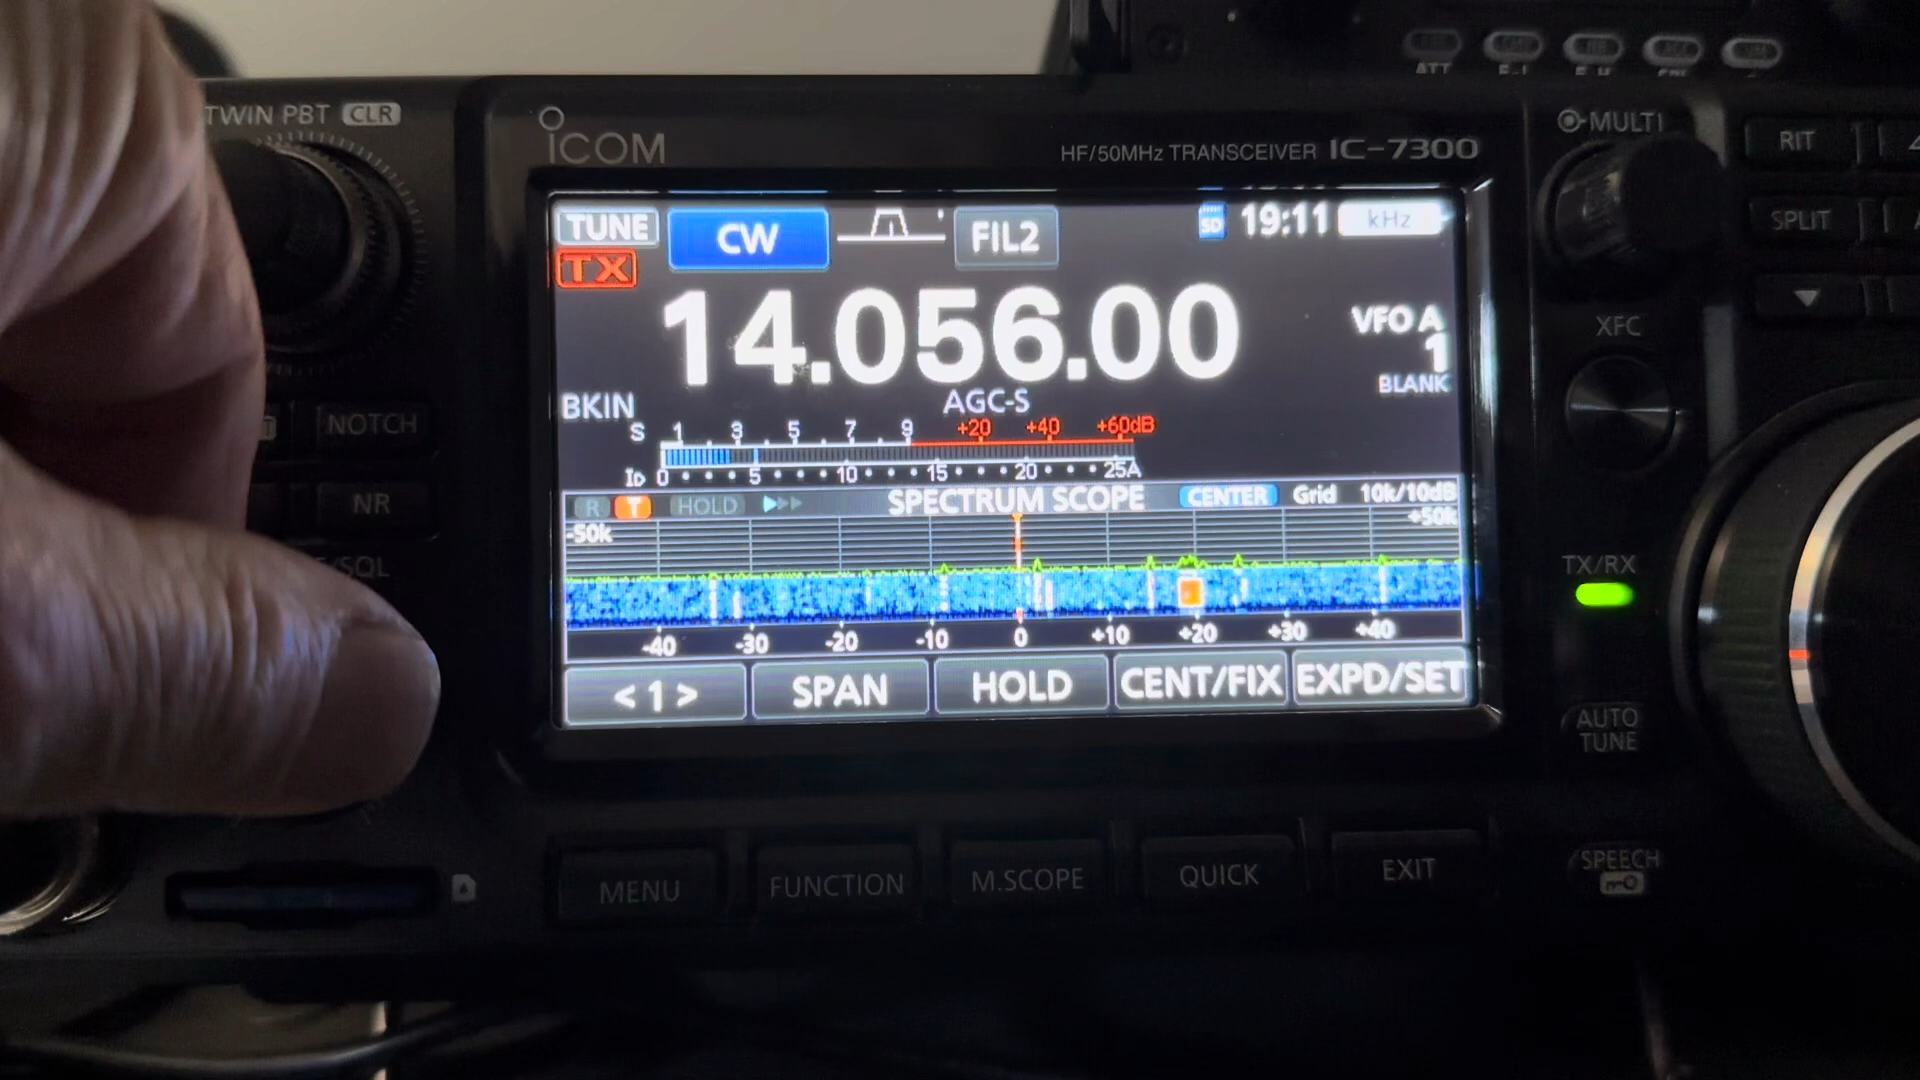 ATT
TWIN PBT CLR
ICOM
HF/50MHz TRANSCEIVER IC-7300
MULTI
RIT
SPLIT
XFC
NOTCH
NR
/SQL
TUNE
CW
FIL2
SD
19:11
kHz
TX
14.056.00
VFO A
1
BLANK
BKIN
AGC-S
S 1 3 5 7 9 +20 +40 +60dB
ID 0 5 10 15 20 25A
R T HOLD SPECTRUM SCOPE CENTER Grid 10k/10dB
-50k +50k
-40 -30 -20 -10 0 +10 +20 +30 +40
<1> SPAN HOLD CENT/FIX EXPD/SET
TX/RX
AUTO
TUNE
SPEECH
MENU FUNCTION M.SCOPE QUICK EXIT